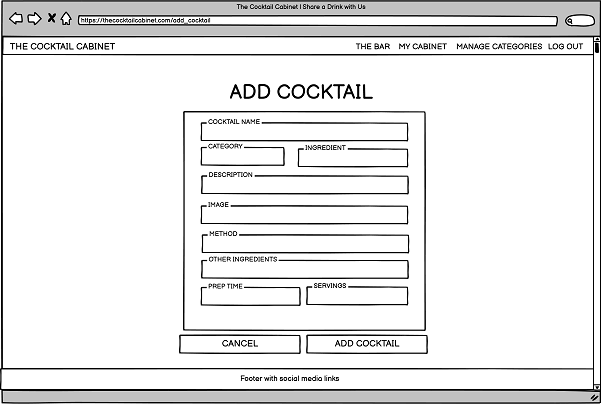 The Cocktail Cabinet | Share a Drink with Us
https://thecocktailcabinet.com/add_cocktail
THE COCKTAIL CABINET THE BAR MY CABINET MANAGE CATEGORIES LOG OUT
ADD COCKTAIL
COCKTAIL NAME
CATEGORY INGREDIENT
DESCRIPTION
IMAGE
METHOD
OTHER INGREDIENTS
PREP TIME SERVINGS
CANCEL ADD COCKTAIL
Footer with social media links